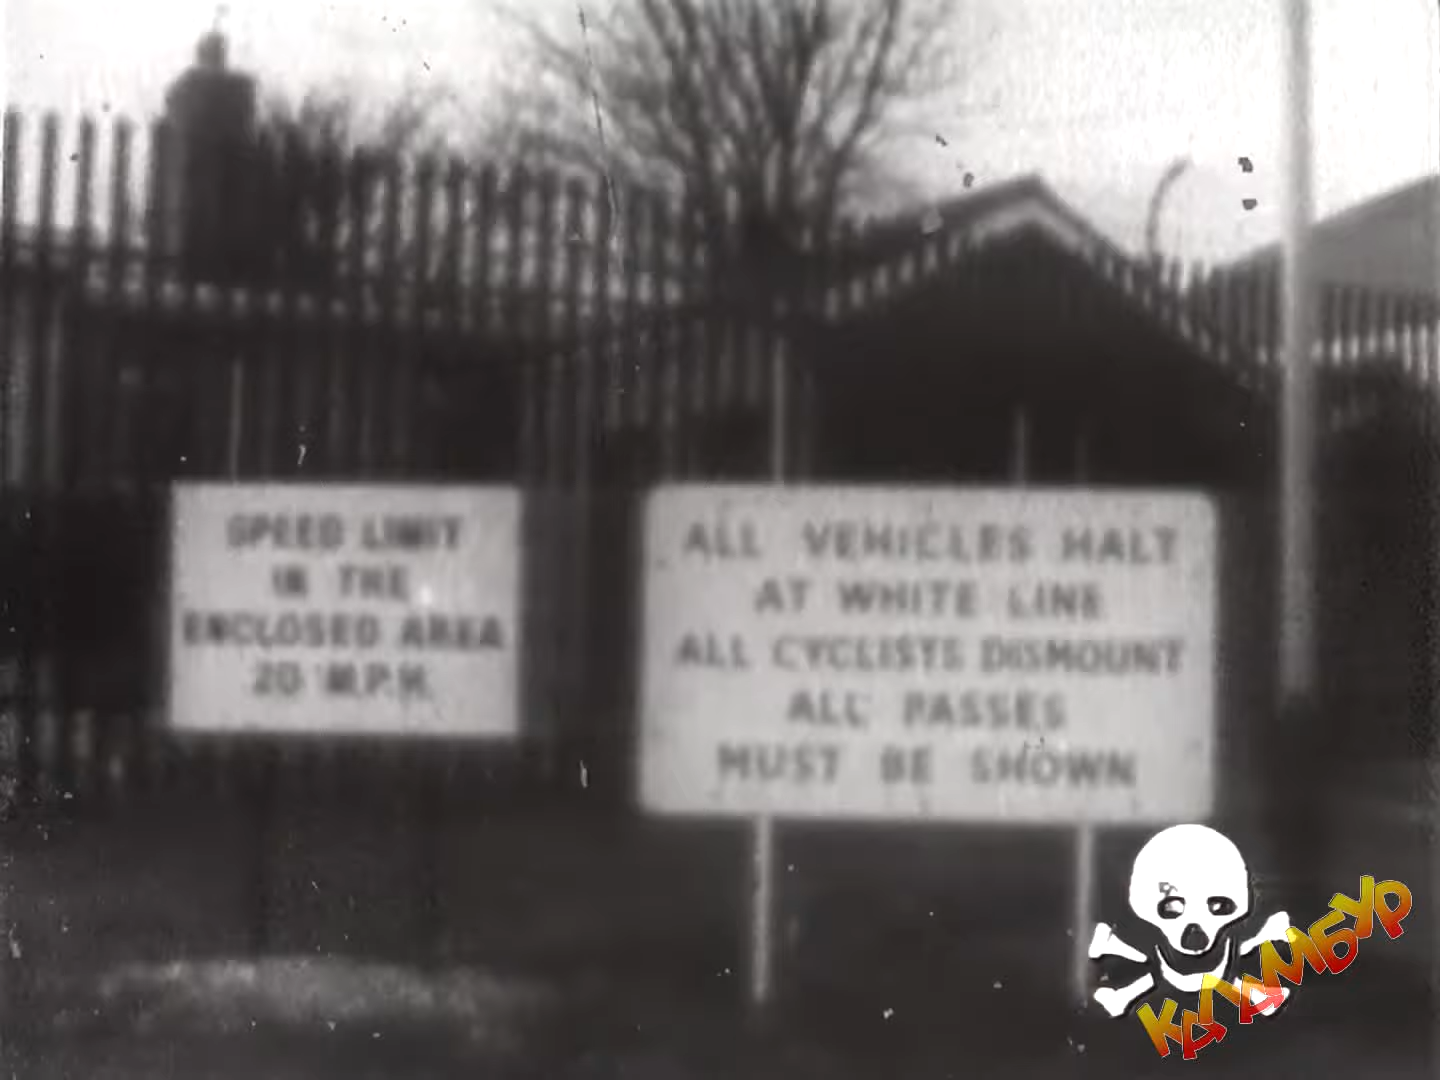 SPEED LIMIT
IN THE
ENCLOSED AREA
20 M.P.H.
ALL VEHICLES HALT
AT WHITE LINE
ALL CYCLISTS DISMOUNT
ALL PASSES
MUST BE SHOWN
КАЛАМБУР